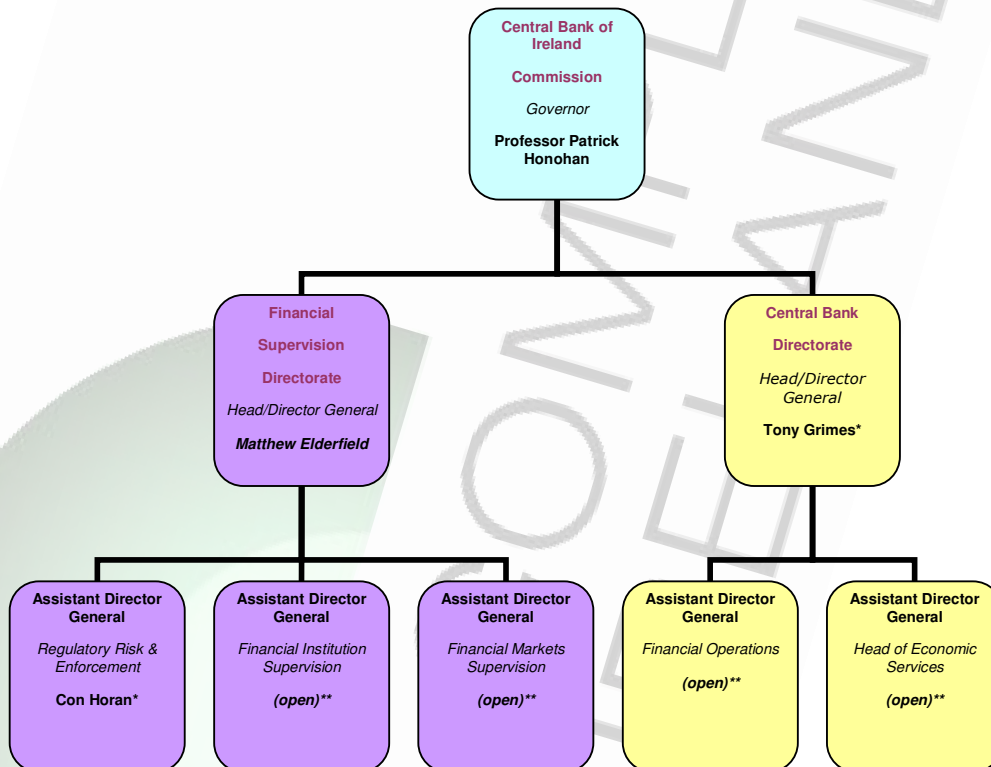 Central Bank of
Ireland
Commission
Governor
Professor Patrick
Honohan
Financial
Supervision
Directorate
Head/Director General
Matthew Elderfield
Central Bank
Directorate
Head/Director
General
Tony Grimes*
Assistant Director
General
Regulatory Risk &
Enforcement
Con Horan*
Assistant Director
General
Financial Institution
Supervision
(open)**
Assistant Director
General
Financial Markets
Supervision
(open)**
Assistant Director
General
Financial Operations
(open)**
Assistant Director
General
Head of Economic
Services
(open)**